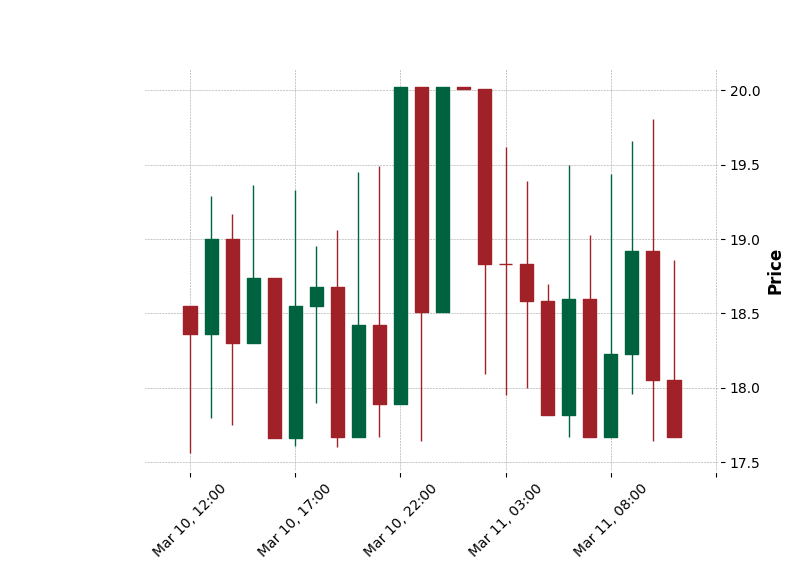 20.0
19.5
19.0
18.5
18.0
17.5
Price
Mar 10, 12:00
Mar 10, 17:00
Mar 10, 22:00
Mar 11, 03:00
Mar 11, 08:00